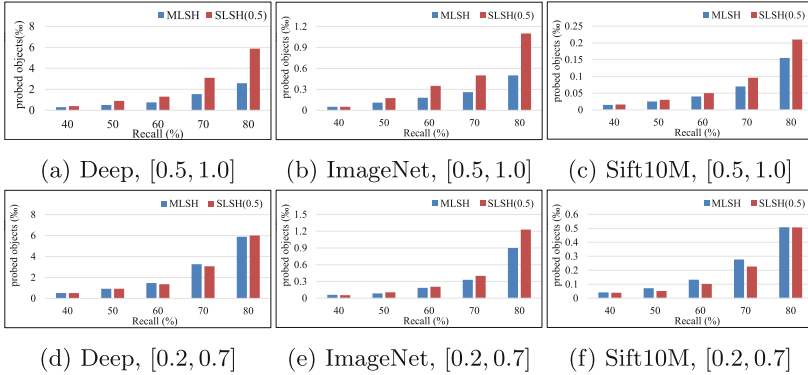 MLSH SLSH(0.5)
probed objects(‰)
8
6
4
2
0
40 50 60 70 80
Recall (%)
(a) Deep, [0.5, 1.0]
MLSH SLSH(0.5)
probed objects (‰)
1.2
0.9
0.6
0.3
0
40 50 60 70 80
Recall (%)
(b) ImageNet, [0.5, 1.0]
MLSH SLSH(0.5)
probed objects (‰)
0.25
0.2
0.15
0.1
0.05
0
40 50 60 70 80
Recall (%)
(c) Sift10M, [0.5, 1.0]
MLSH SLSH(0.5)
probed objects (‰)
8
6
4
2
0
40 50 60 70 80
Recall (%)
(d) Deep, [0.2, 0.7]
MLSH SLSH(0.5)
probed objects (‰)
1.5
1.2
0.9
0.6
0.3
0
40 50 60 70 80
Recall (%)
(e) ImageNet, [0.2, 0.7]
MLSH SLSH(0.5)
probed objects (‰)
0.6
0.5
0.4
0.3
0.2
0.1
0
40 50 60 70 80
Recall (%)
(f) Sift10M, [0.2, 0.7]